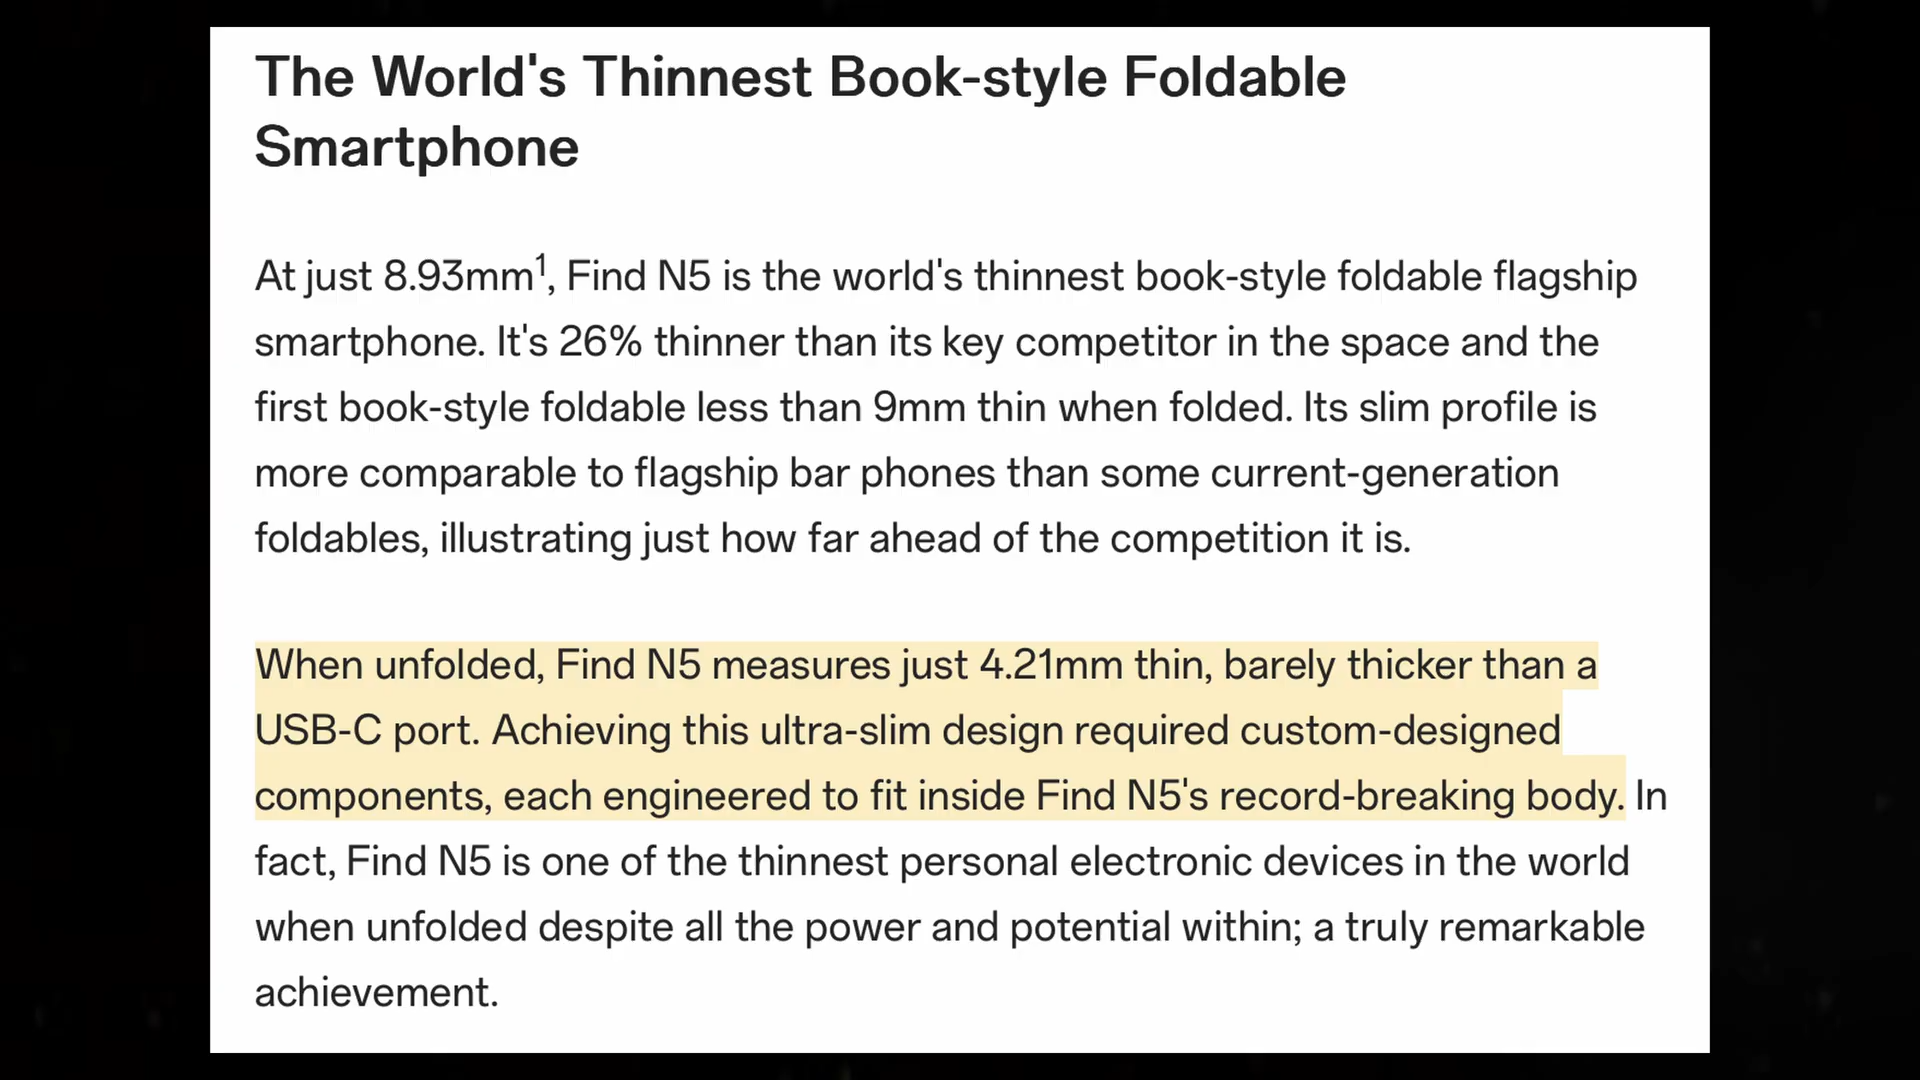 The World's Thinnest Book-style Foldable
Smartphone
At just 8.93mm¹, Find N5 is the world's thinnest book-style foldable flagship
smartphone. It's 26% thinner than its key competitor in the space and the
first book-style foldable less than 9mm thin when folded. Its slim profile is
more comparable to flagship bar phones than some current-generation
foldables, illustrating just how far ahead of the competition it is.
When unfolded, Find N5 measures just 4.21mm thin, barely thicker than a
USB-C port. Achieving this ultra-slim design required custom-designed
components, each engineered to fit inside Find N5's record-breaking body. In
fact, Find N5 is one of the thinnest personal electronic devices in the world
when unfolded despite all the power and potential within; a truly remarkable
achievement.